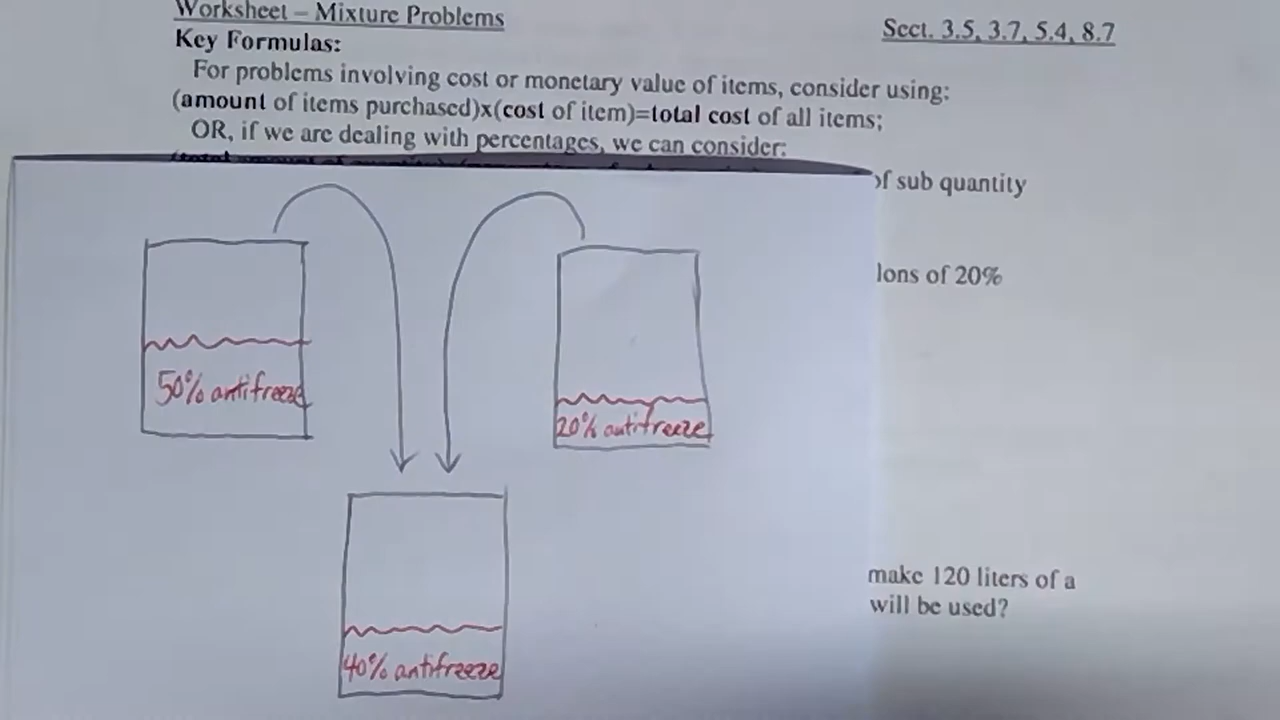 Worksheet – Mixture Problems
Sect. 3.5, 3.7, 5.4, 8.7
Key Formulas:
For problems involving cost or monetary value of items, consider using:
(amount of items purchased)x(cost of item)=total cost of all items;
OR, if we are dealing with percentages, we can consider:
of sub quantity
lons of 20%
50% antifreeze
20% antifreeze
make 120 liters of a
will be used?
40% antifreeze